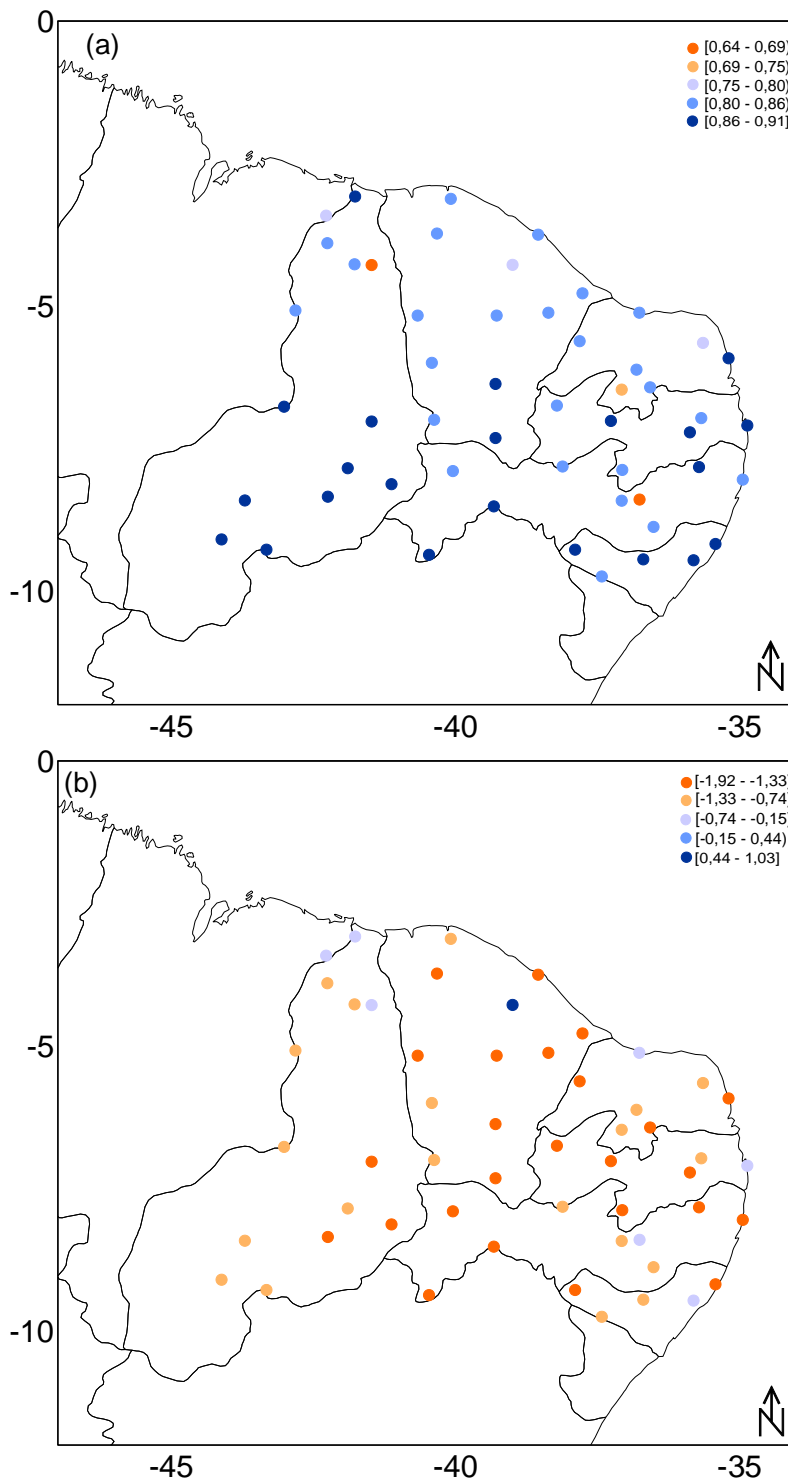 0
(a)
[0,64 - 0,69)
[0,69 - 0,75)
[0,75 - 0,80)
[0,80 - 0,86)
[0,86 - 0,91]
-5
-10
N
-45 -40 -35
0
(b)
[-1,92 - -1,33)
[-1,33 - -0,74)
[-0,74 - -0,15)
[-0,15 - 0,44)
[0,44 - 1,03]
-5
-10
N
-45 -40 -35